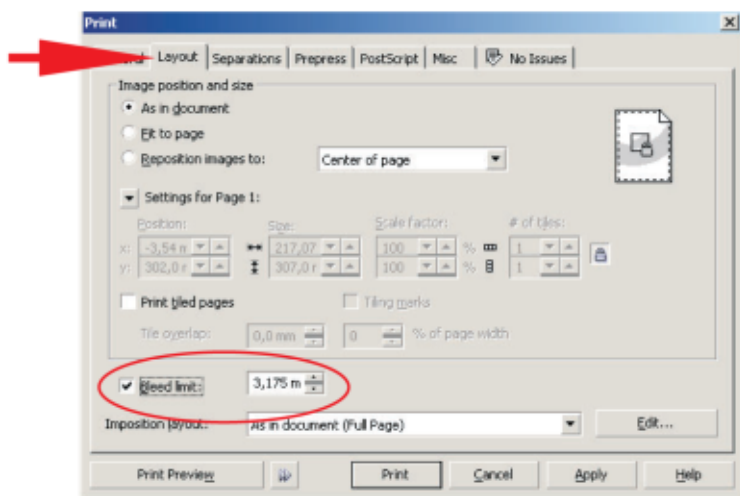 Print
Layout Separations Prepress PostScript Misc No Issues
Image position and size
As in document
Fit to page
Reposition images to: Center of page
Settings for Page 1:
Position: Size: Scale factor: # of tiles:
x: -3,54 m 217,07 100 % 1
y: 302,0 r 307,0 r 100 % 1
Print tiled pages Tiling marks
Tile overlap: 0,0 mm 0 % of page width
Bleed limit: 3,175 m
Imposition layout: As in document (Full Page) Edit...
Print Preview Print Cancel Apply Help